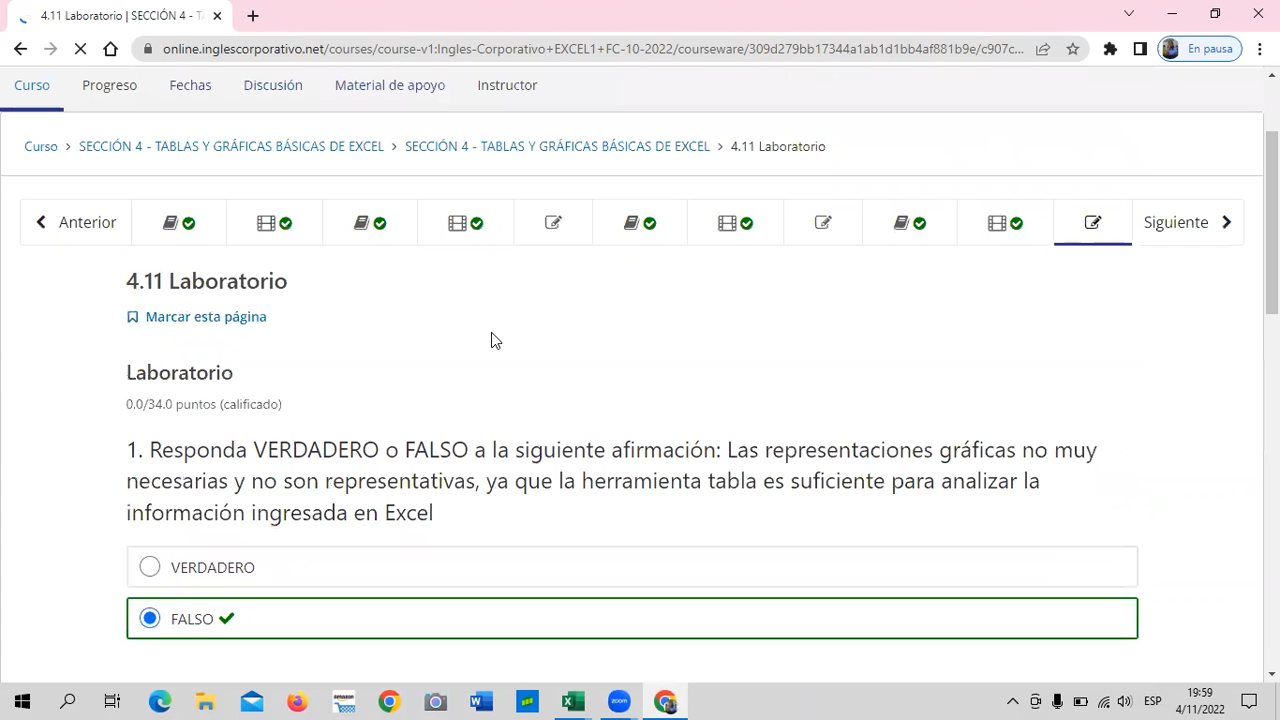 4.11 Laboratorio | SECCIÓN 4 - T
En pausa
online.inglescorporativo.net/courses/course-v1:Ingles-Corporativo+EXCEL1+FC-10-2022/courseware/309d279bb17344a1ab1d1bb4af881b9e/c907c...
Curso Progreso Fechas Discusión Material de apoyo Instructor
Curso > SECCIÓN 4 - TABLAS Y GRÁFICAS BÁSICAS DE EXCEL > SECCIÓN 4 - TABLAS Y GRÁFICAS BÁSICAS DE EXCEL > 4.11 Laboratorio
Anterior Siguiente
4.11 Laboratorio
Marcar esta página
Laboratorio
0.0/34.0 puntos (calificado)
1. Responda VERDADERO o FALSO a la siguiente afirmación: Las representaciones gráficas no muy
necesarias y no son representativas, ya que la herramienta tabla es suficiente para analizar la
información ingresada en Excel
VERDADERO
FALSO
amazon
ESP
19:59
4/11/2022